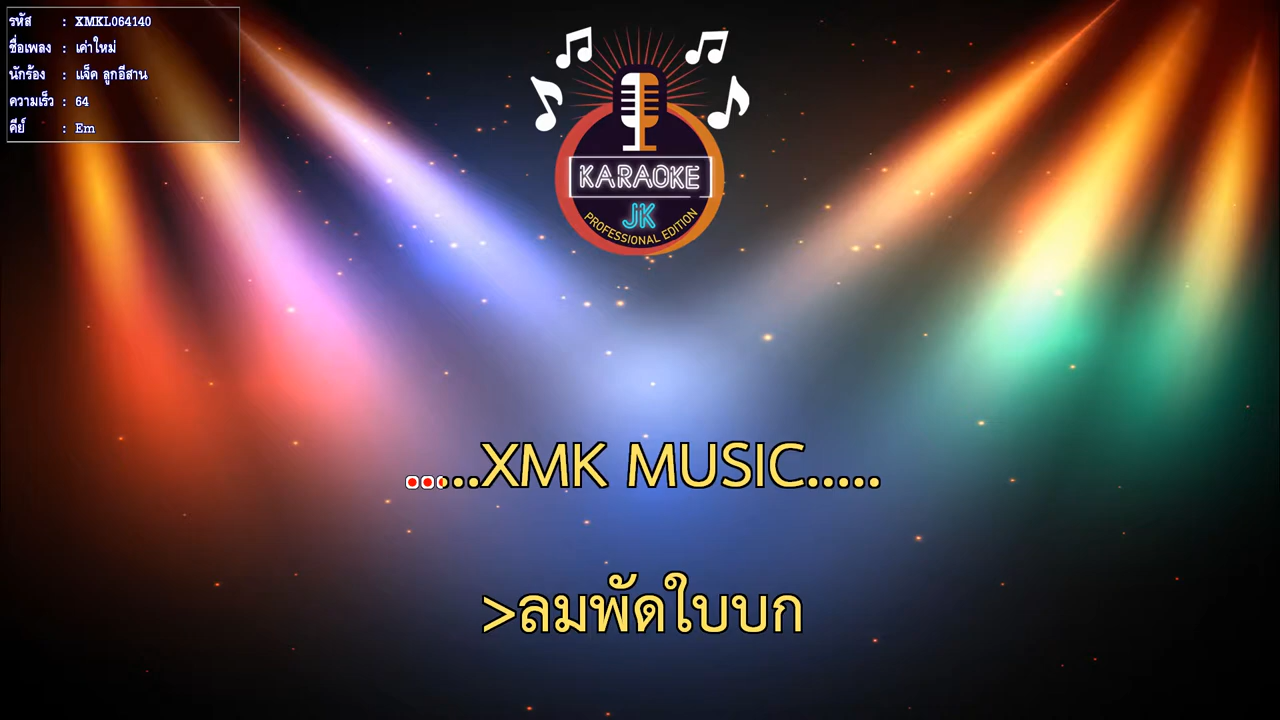 รหัส : XMKL064140
ชื่อเพลง : เค่าใหม่
นักร้อง : แจ็ค ลูกอีสาน
ความเร็ว : 64
คีย์ : Em
KARAOKE
JK
PROFESSIONAL EDITION
.....XMK MUSIC.....
>ลมพัดใบบก